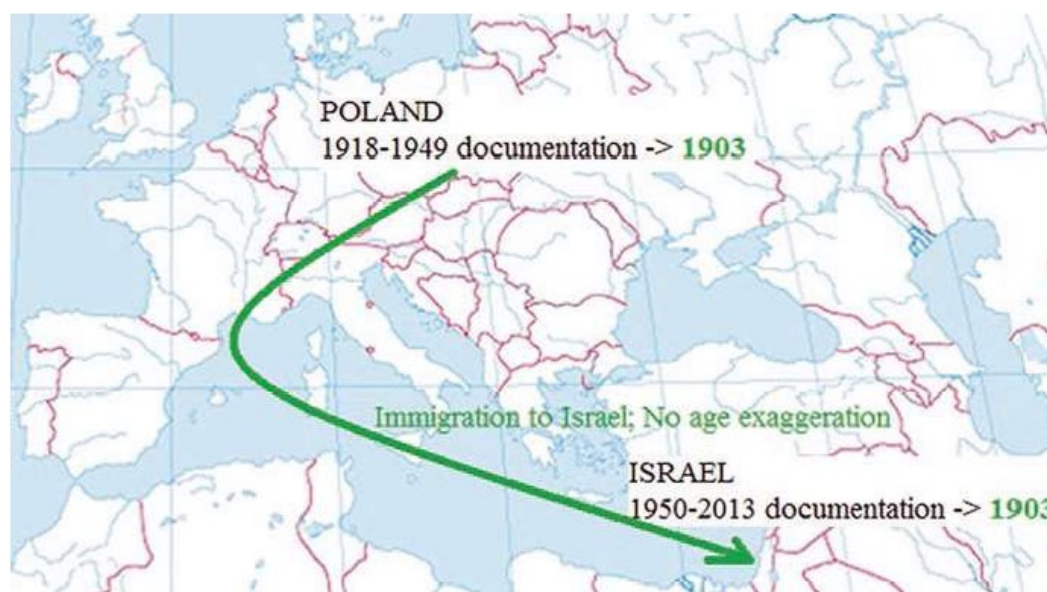 POLAND
1918-1949 documentation -> 1903
Immigration to Israel; No age exaggeration
ISRAEL
1950-2013 documentation -> 1903